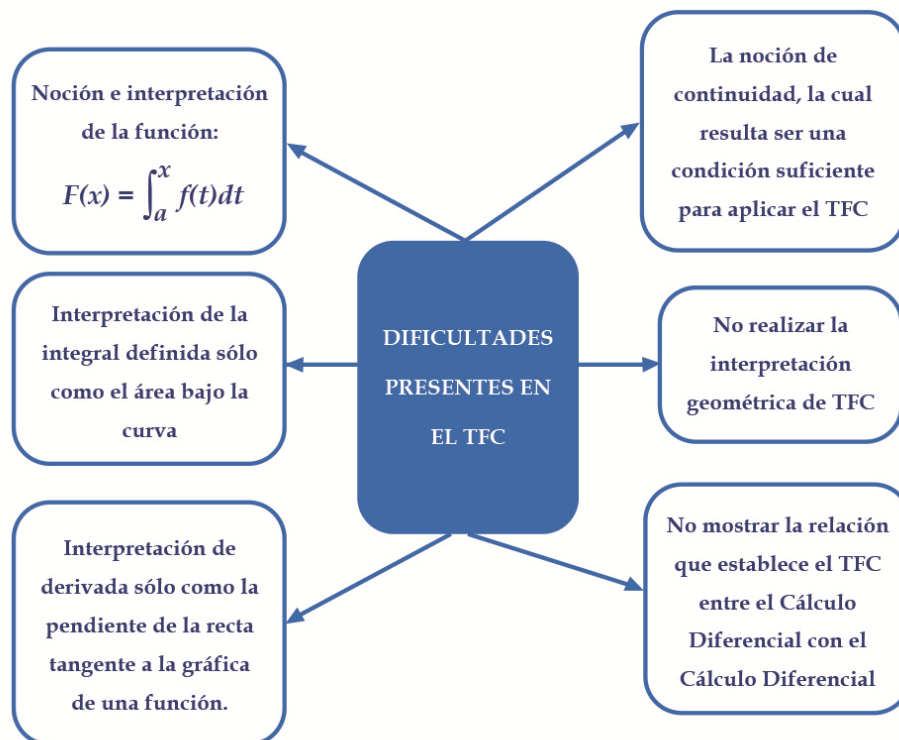 Noción e interpretación
de la función:
F(x) = ∫_a^x f(t)dt
Interpretación de la
integral definida sólo
como el área bajo la
curva
Interpretación de
derivada sólo como la
pendiente de la recta
tangente a la gráfica
de una función.
DIFICULTADES
PRESENTES EN
EL TFC
La noción de
continuidad, la cual
resulta ser una
condición suficiente
para aplicar el TFC
No realizar la
interpretación
geométrica de TFC
No mostrar la relación
que establece el TFC
entre el Cálculo
Diferencial con el
Cálculo Diferencial